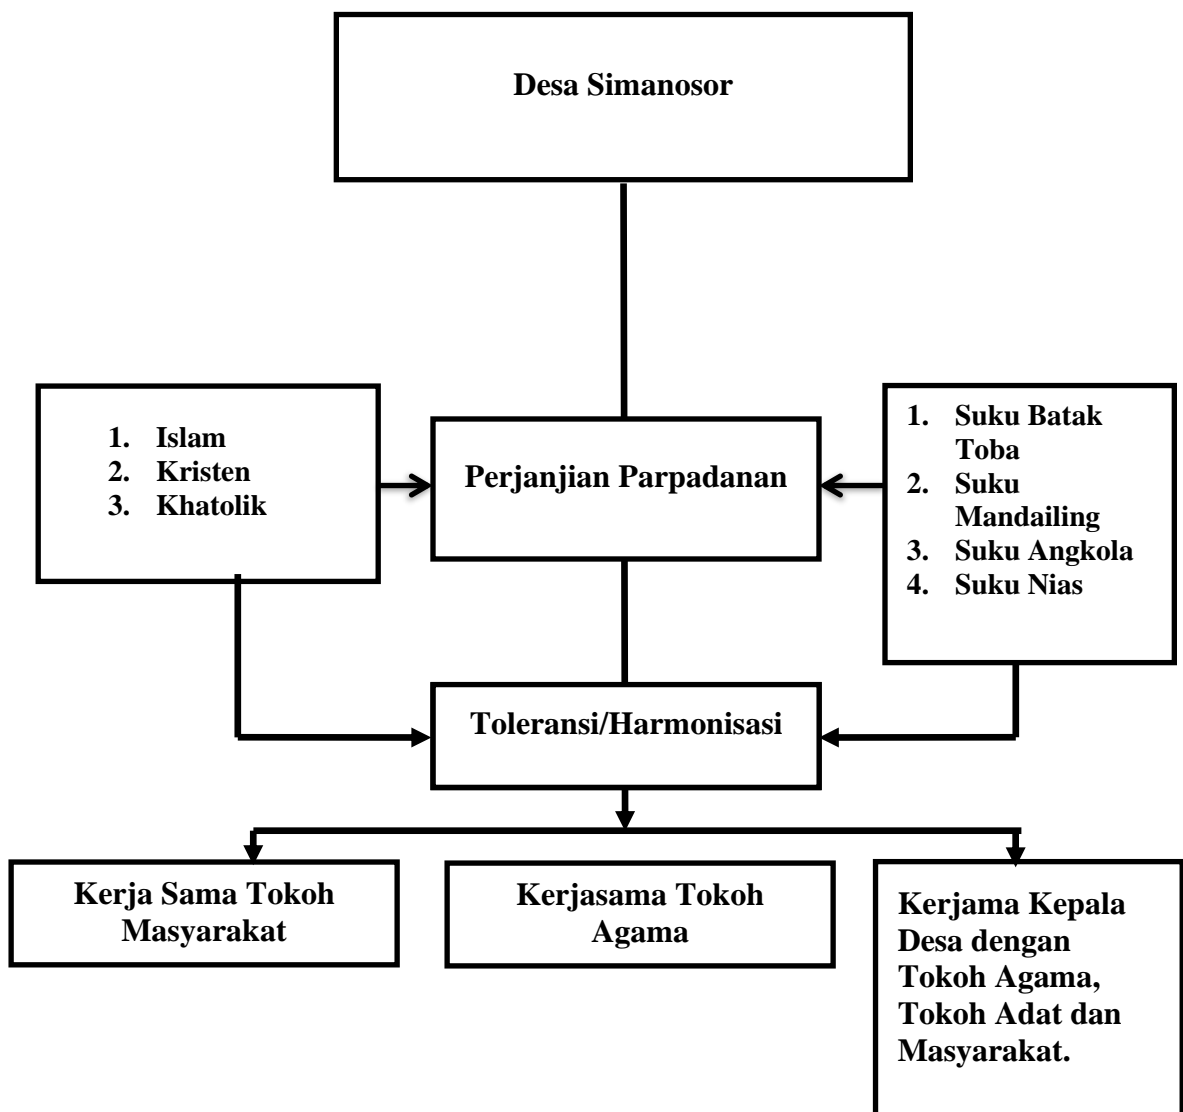 Desa Simanosor
1. Islam
2. Kristen
3. Khatolik
Perjanjian Parpadanan
1. Suku Batak
Toba
2. Suku
Mandailing
3. Suku Angkola
4. Suku Nias
Toleransi/Harmonisasi
Kerja Sama Tokoh
Masyarakat
Kerjasama Tokoh
Agama
Kerjama Kepala
Desa dengan
Tokoh Agama,
Tokoh Adat dan
Masyarakat.